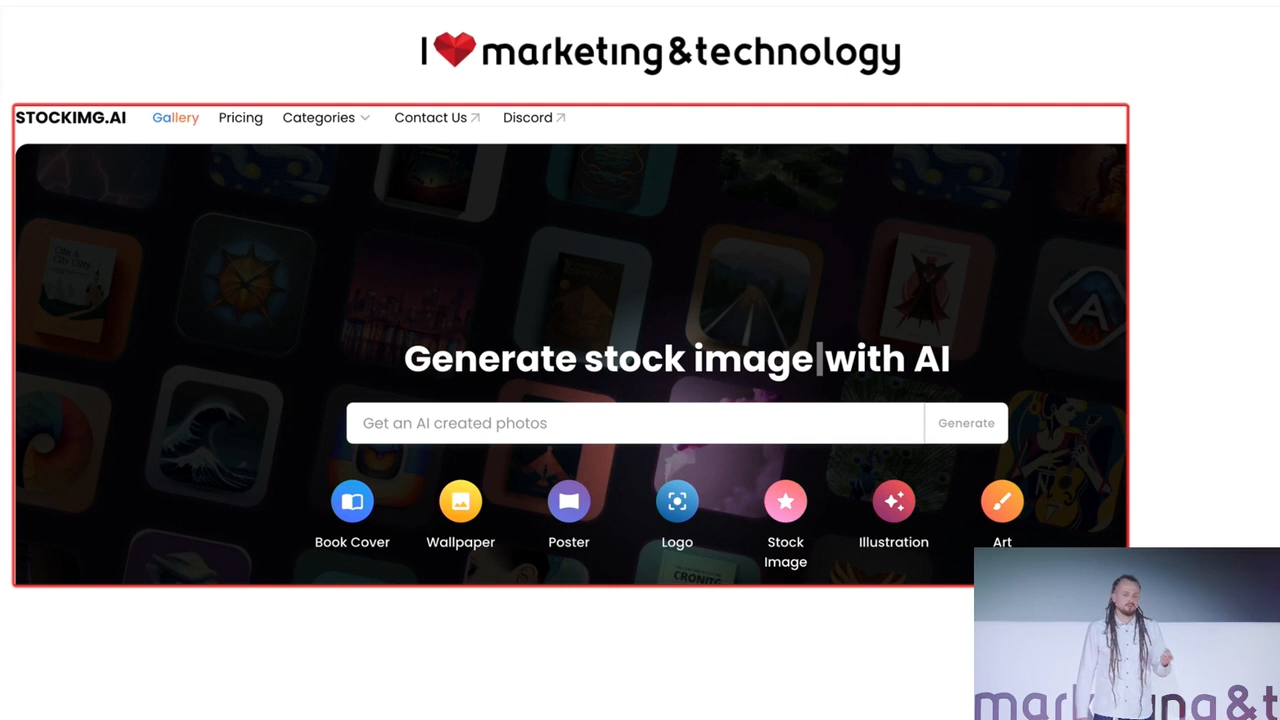 I marketing&technology
STOCKIMG.AI Gallery Pricing Categories Contact Us Discord
Generate stock image|with AI
Get an AI created photos Generate
Book Cover Wallpaper Poster Logo Stock Image Illustration Art
CRONITC